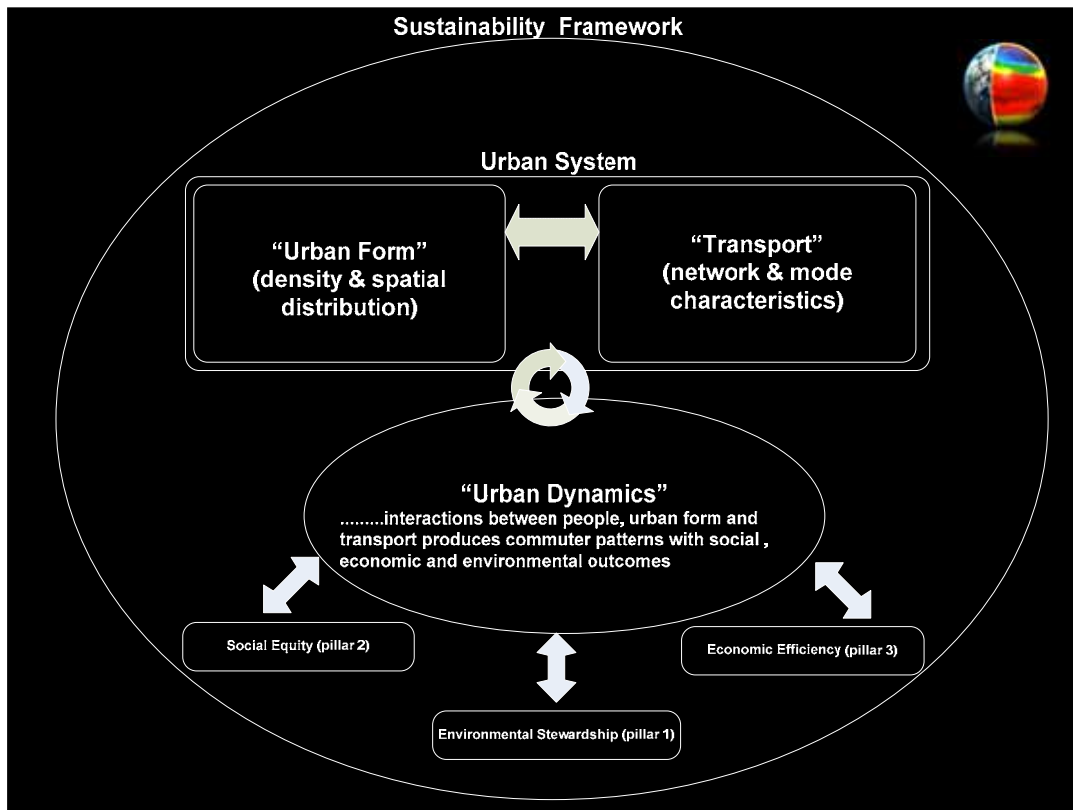 Sustainability Framework
Urban System
“Urban Form”
(density & spatial
distribution)
“Transport”
(network & mode
characteristics)
“Urban Dynamics”
.........interactions between people, urban form and
transport produces commuter patterns with social ,
economic and environmental outcomes
Social Equity (pillar 2)
Economic Efficiency (pillar 3)
Environmental Stewardship (pillar 1)